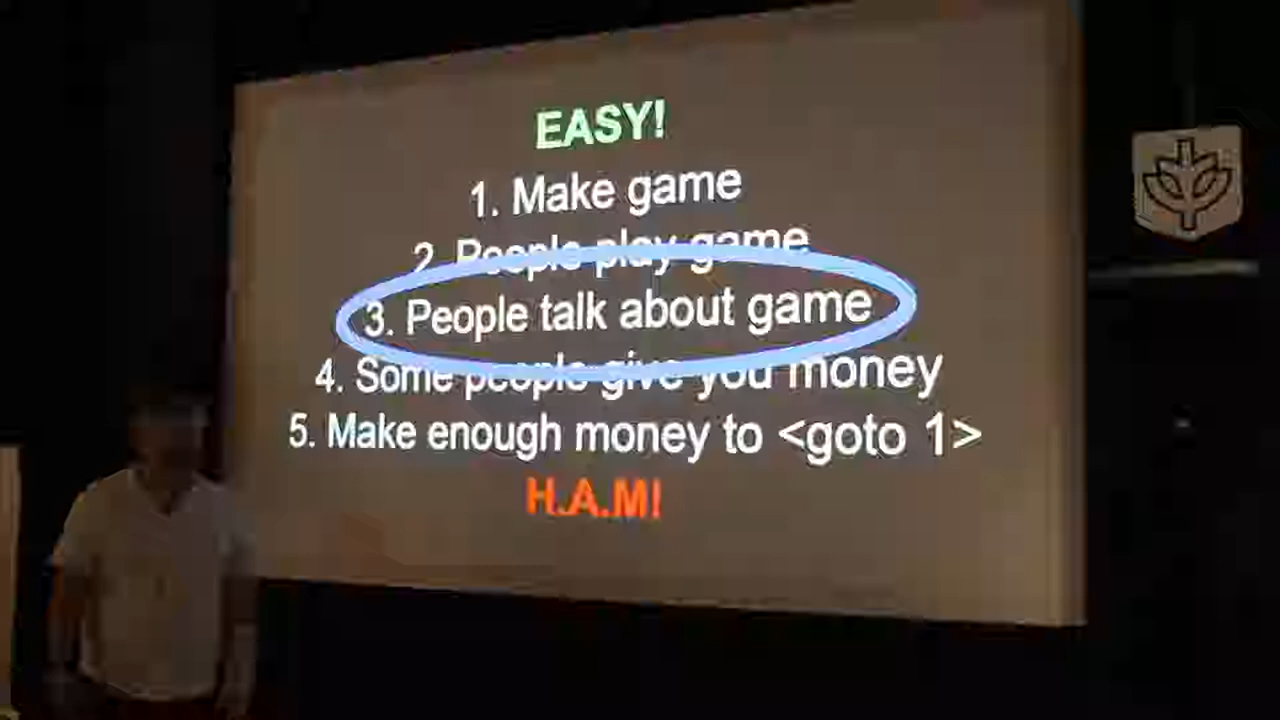 EASY!
1. Make game
2. People play game
3. People talk about game
4. Some people give you money
5. Make enough money to <goto 1>
H.A.M!